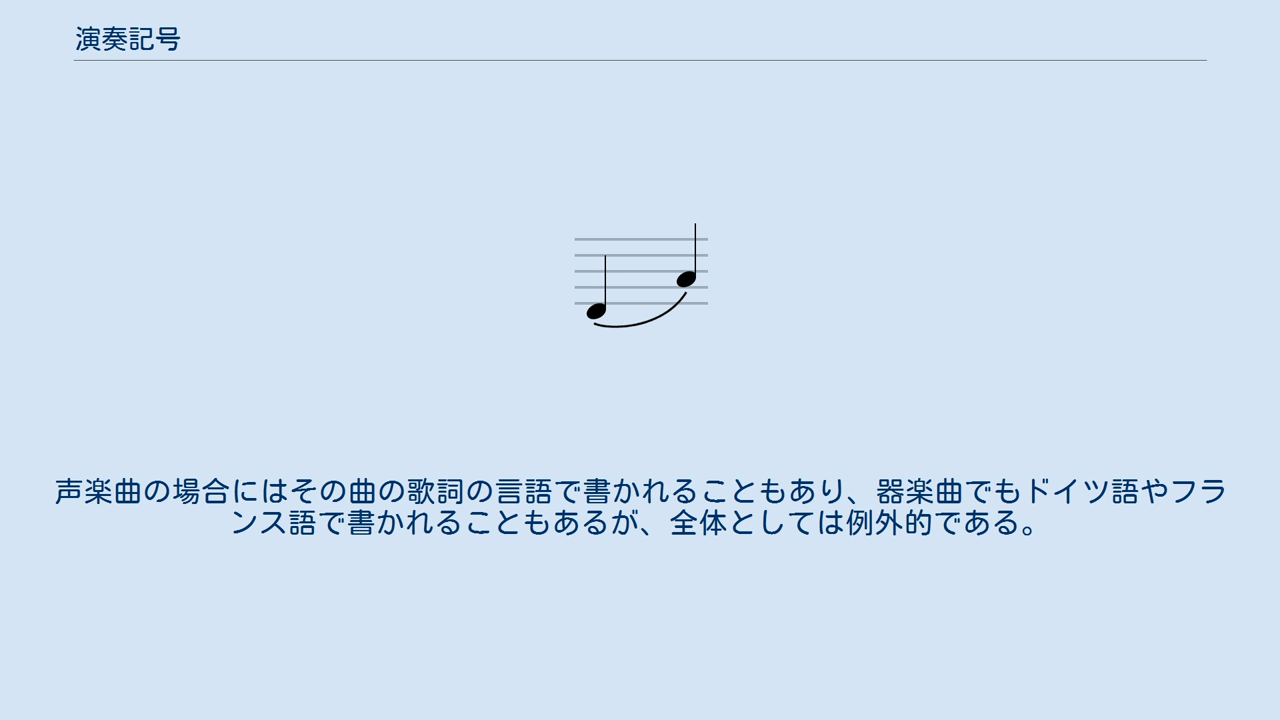 演奏記号
声楽曲の場合にはその曲の歌詞の言語で書かれることもあり、器楽曲でもドイツ語やフラ
ンス語で書かれることもあるが、全体としては例外的である。